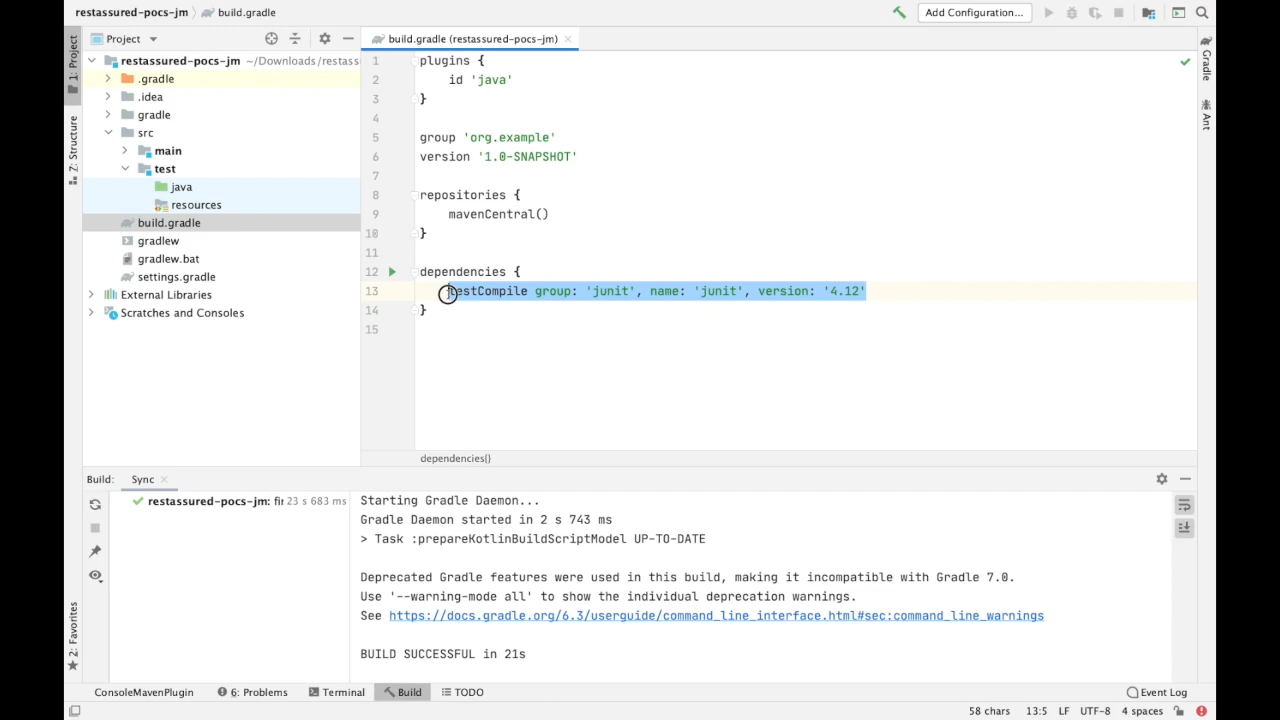 restassured-pocs-jm build.gradle Add Configuration...
Project
build.gradle (restassured-pocs-jm)
1: Project
Z: Structure
2: Favorites
restassured-pocs-jm ~/Downloads/restass
.gradle
.idea
gradle
src
main
test
java
resources
build.gradle
gradlew
gradlew.bat
settings.gradle
External Libraries
Scratches and Consoles
1 plugins {
2 id 'java'
3 }
4
5 group 'org.example'
6 version '1.0-SNAPSHOT'
7
8 repositories {
9 mavenCentral()
10 }
11
12 dependencies {
13 testCompile group: 'junit', name: 'junit', version: '4.12'
14 }
15
dependencies{}
Gradle
Ant
Build: Sync
restassured-pocs-jm: fir 23 s 683 ms
Starting Gradle Daemon...
Gradle Daemon started in 2 s 743 ms
> Task :prepareKotlinBuildScriptModel UP-TO-DATE
Deprecated Gradle features were used in this build, making it incompatible with Gradle 7.0.
Use '--warning-mode all' to show the individual deprecation warnings.
See https://docs.gradle.org/6.3/userguide/command_line_interface.html#sec:command_line_warnings
BUILD SUCCESSFUL in 21s
ConsoleMavenPlugin 6: Problems Terminal Build TODO Event Log
58 chars 13:5 LF UTF-8 4 spaces